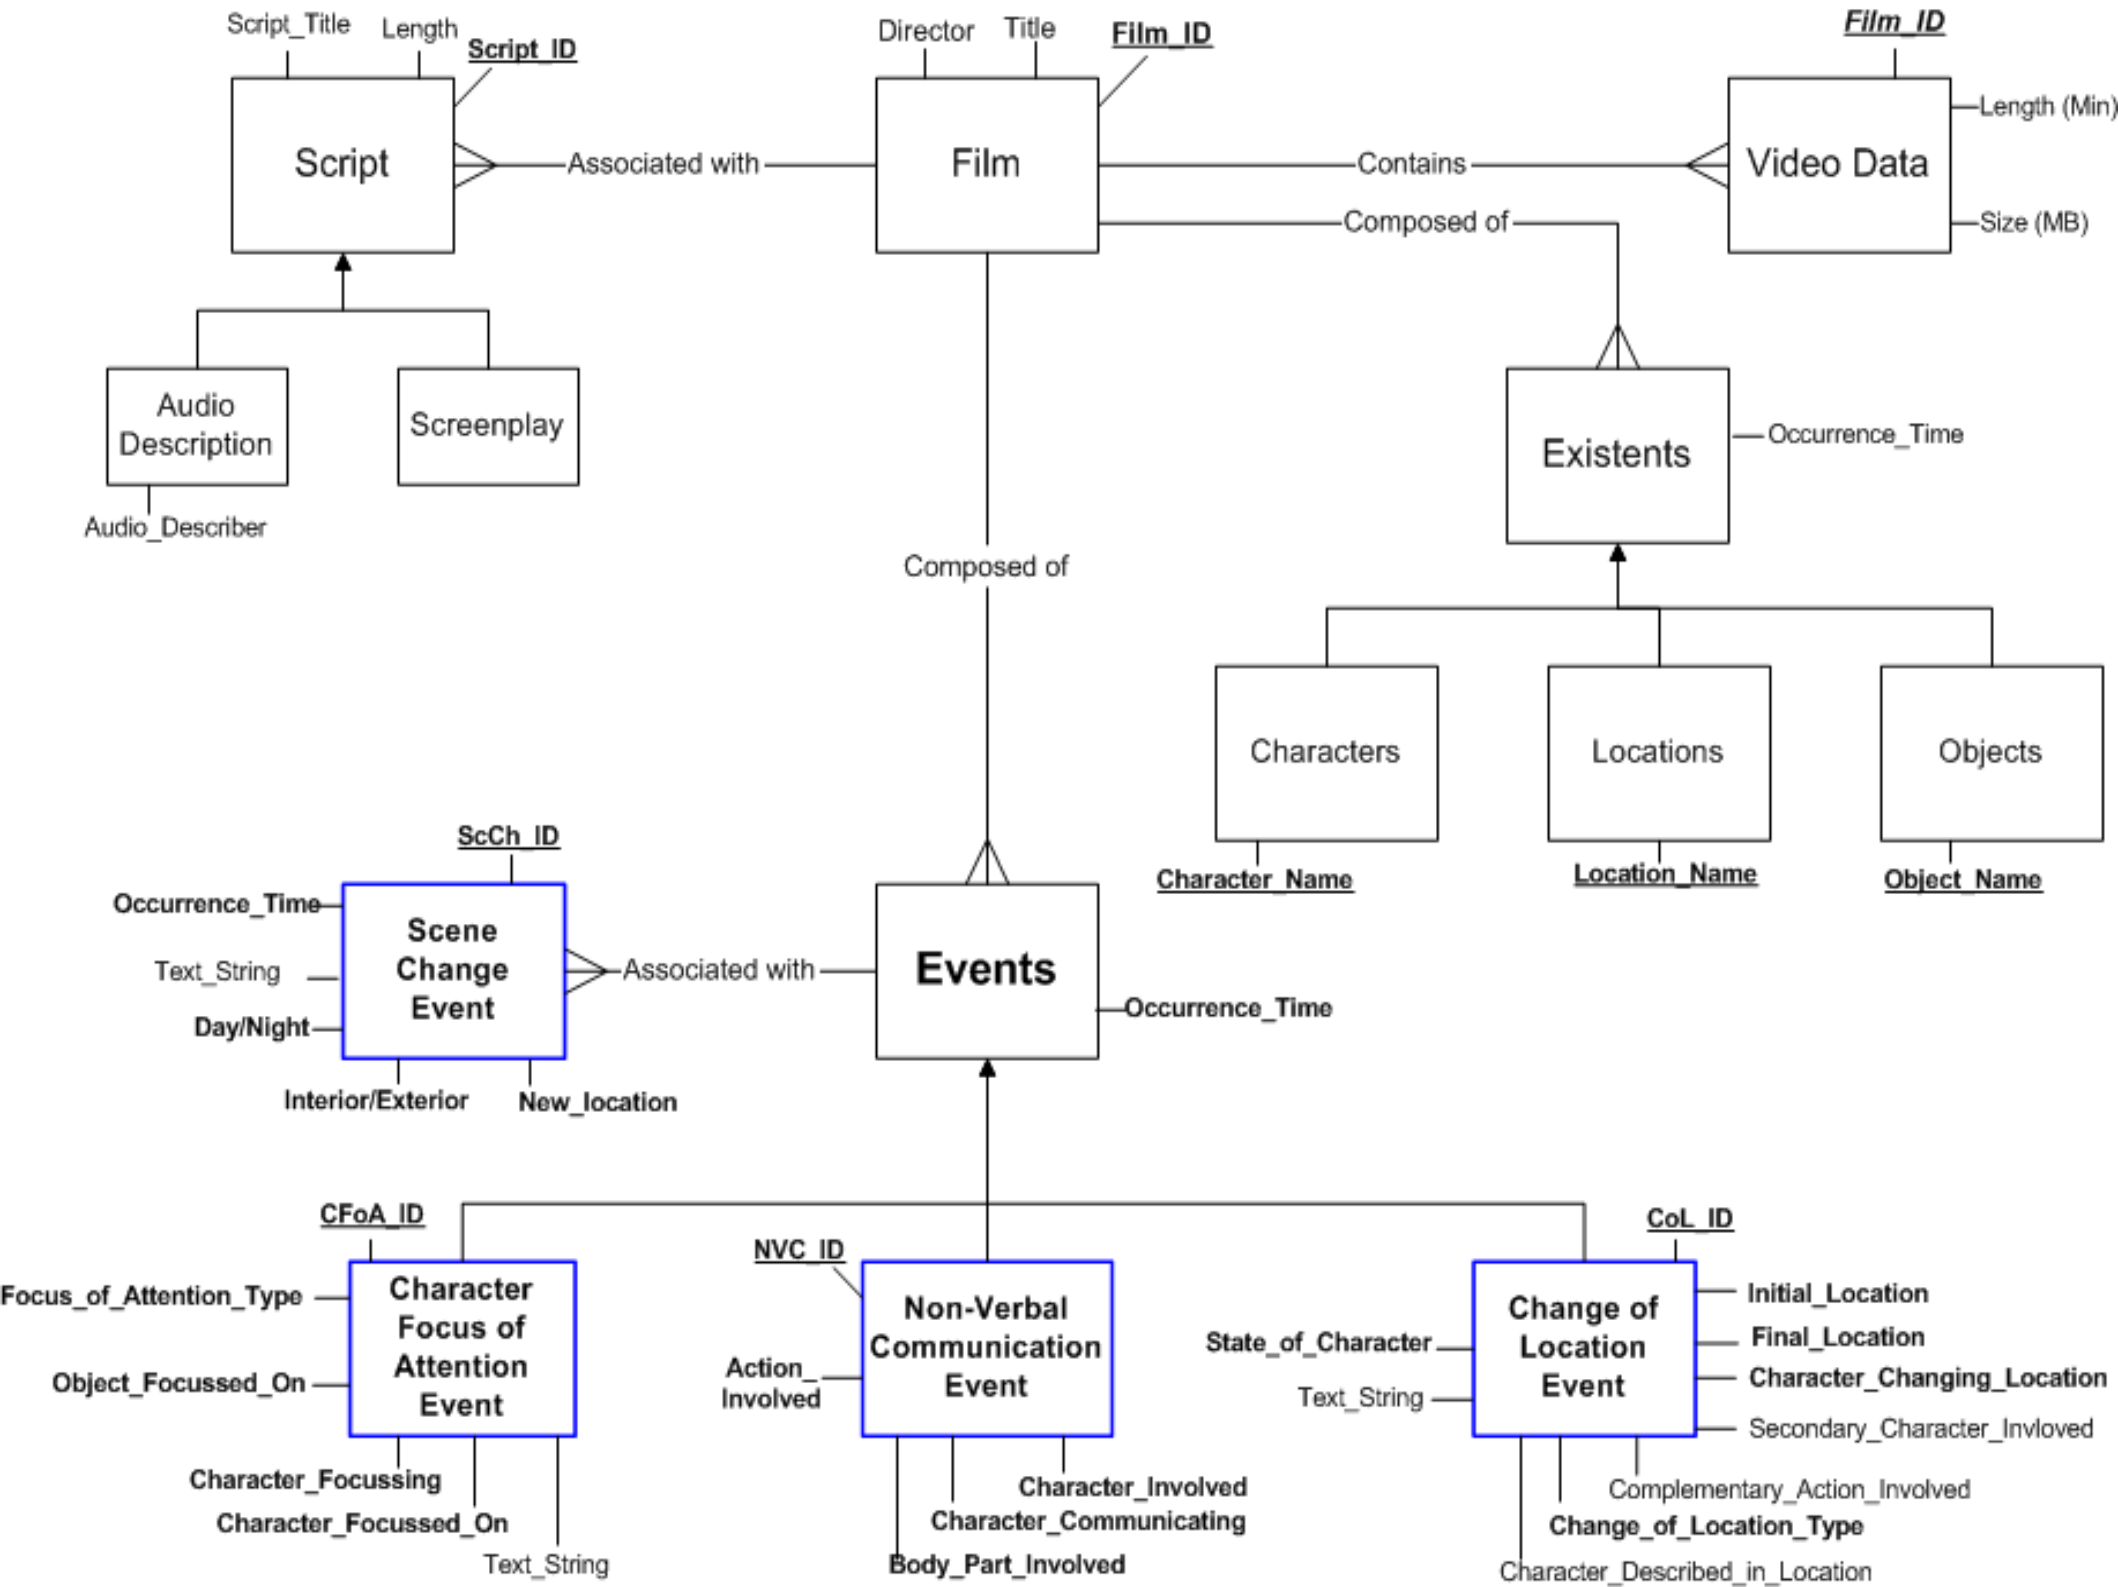 Script_Title
Length
Script_ID
Director
Title
Film_ID
Film_ID
Script
Associated with
Film
Contains
Video Data
Length (Min)
Size (MB)
Composed of
Audio
Description
Screenplay
Audio_Describer
Existents
Occurrence_Time
Composed of
Characters
Locations
Objects
Character_Name
Location_Name
Object_Name
ScCh_ID
Occurrence_Time
Text_String
Day/Night
Scene
Change
Event
Associated with
Events
Occurrence_Time
Interior/Exterior
New_location
CFoA_ID
Focus_of_Attention_Type
Object_Focussed_On
Character
Focus of
Attention
Event
Character_Focussing
Character_Focussed_On
Text_String
NVC_ID
Action_
Involved
Non-Verbal
Communication
Event
Character_Involved
Character_Communicating
Body_Part_Involved
CoL_ID
State_of_Character
Text_String
Change of
Location
Event
Initial_Location
Final_Location
Character_Changing_Location
Secondary_Character_Invloved
Complementary_Action_Involved
Change_of_Location_Type
Character_Described_in_Location